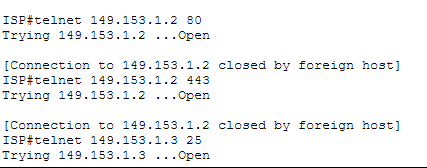 ISP#telnet 149.153.1.2 80
Trying 149.153.1.2 ...Open
[Connection to 149.153.1.2 closed by foreign host]
ISP#telnet 149.153.1.2 443
Trying 149.153.1.2 ...Open
[Connection to 149.153.1.2 closed by foreign host]
ISP#telnet 149.153.1.3 25
Trying 149.153.1.3 ...Open